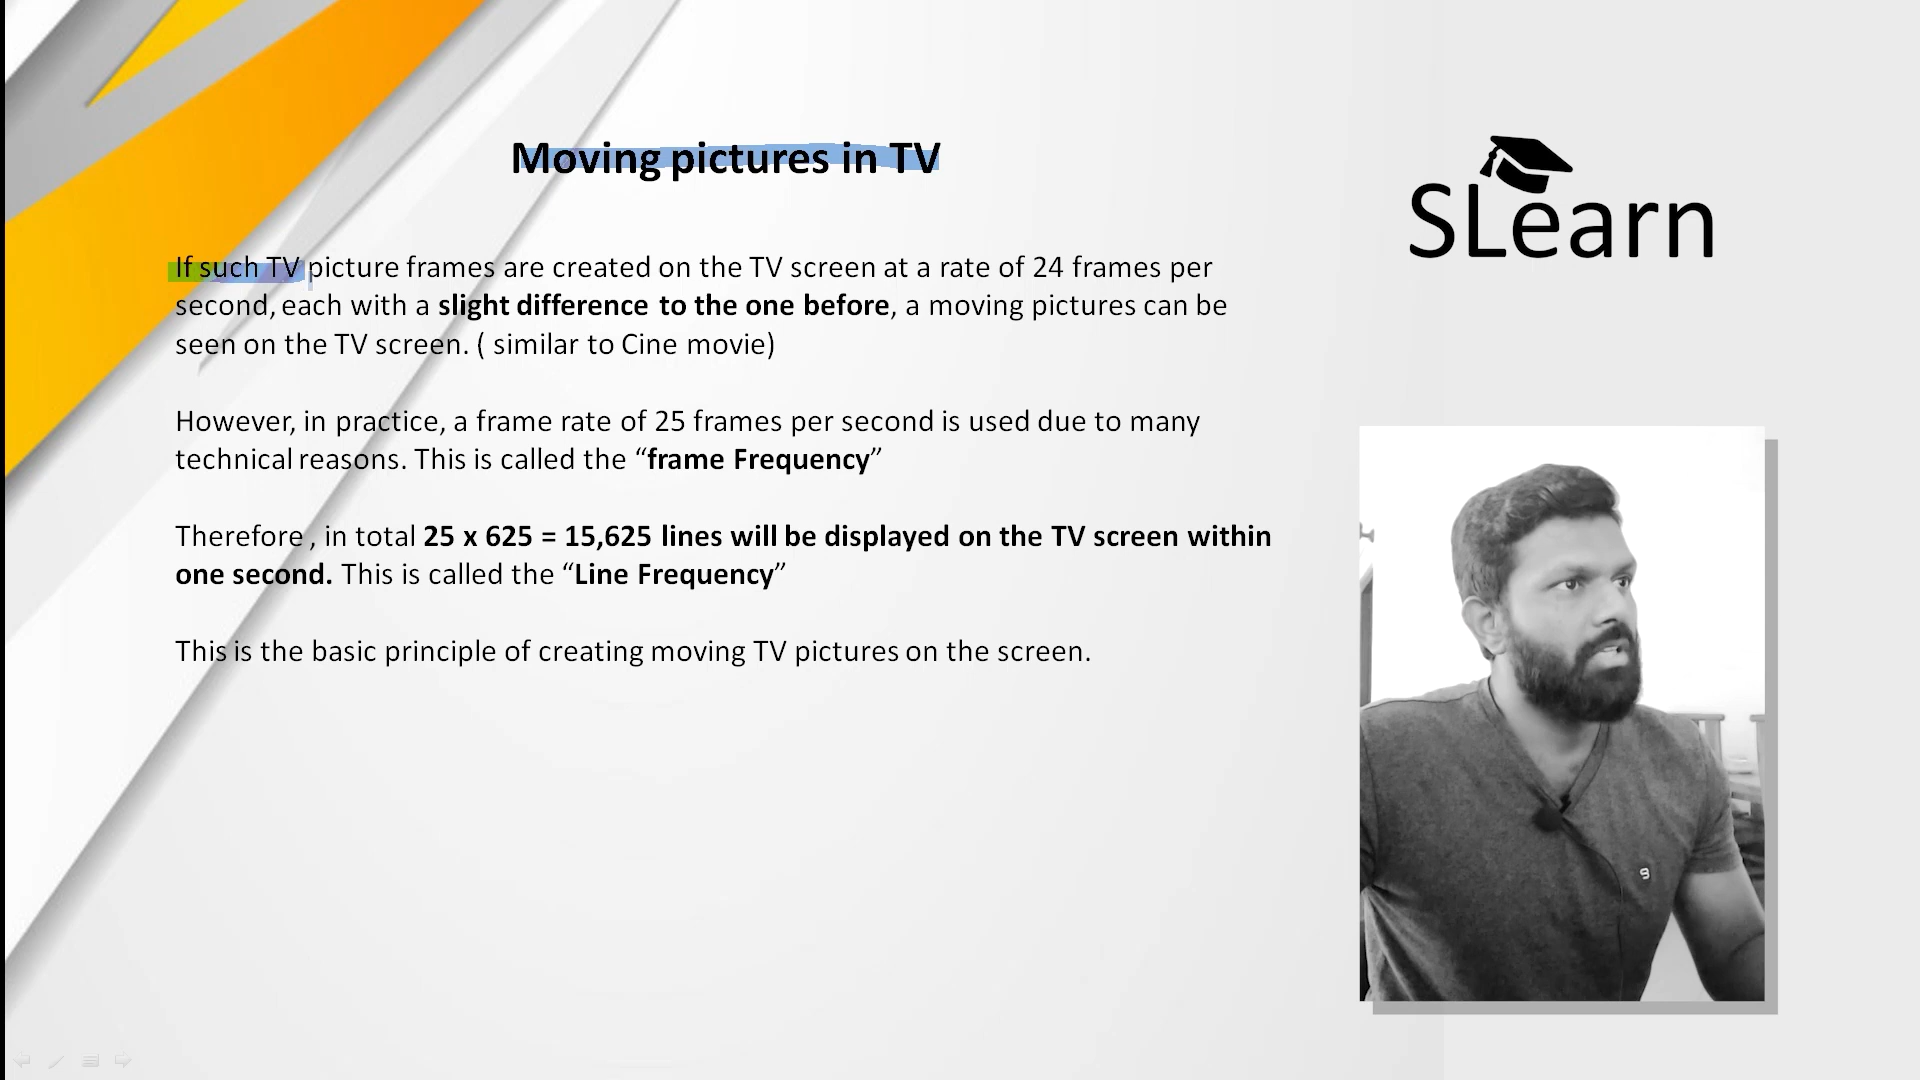 Moving pictures in TV
SLearn
If such TV picture frames are created on the TV screen at a rate of 24 frames per
second, each with a slight difference to the one before, a moving pictures can be
seen on the TV screen. ( similar to Cine movie)
However, in practice, a frame rate of 25 frames per second is used due to many
technical reasons. This is called the “frame Frequency”
Therefore , in total 25 x 625 = 15,625 lines will be displayed on the TV screen within
one second. This is called the “Line Frequency”
This is the basic principle of creating moving TV pictures on the screen.